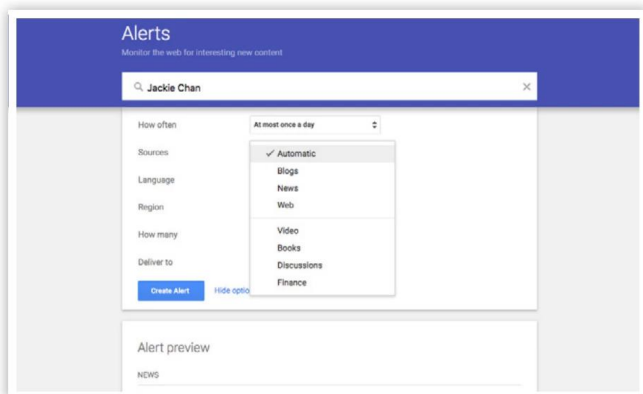 Alerts
Monitor the web for interesting new content
Jackie Chan
How often At most once a day
Sources ✓ Automatic
Blogs
Language
News
Region Web
How many Video
Books
Deliver to Discussions
Create Alert Hide optio Finance
Alert preview
NEWS